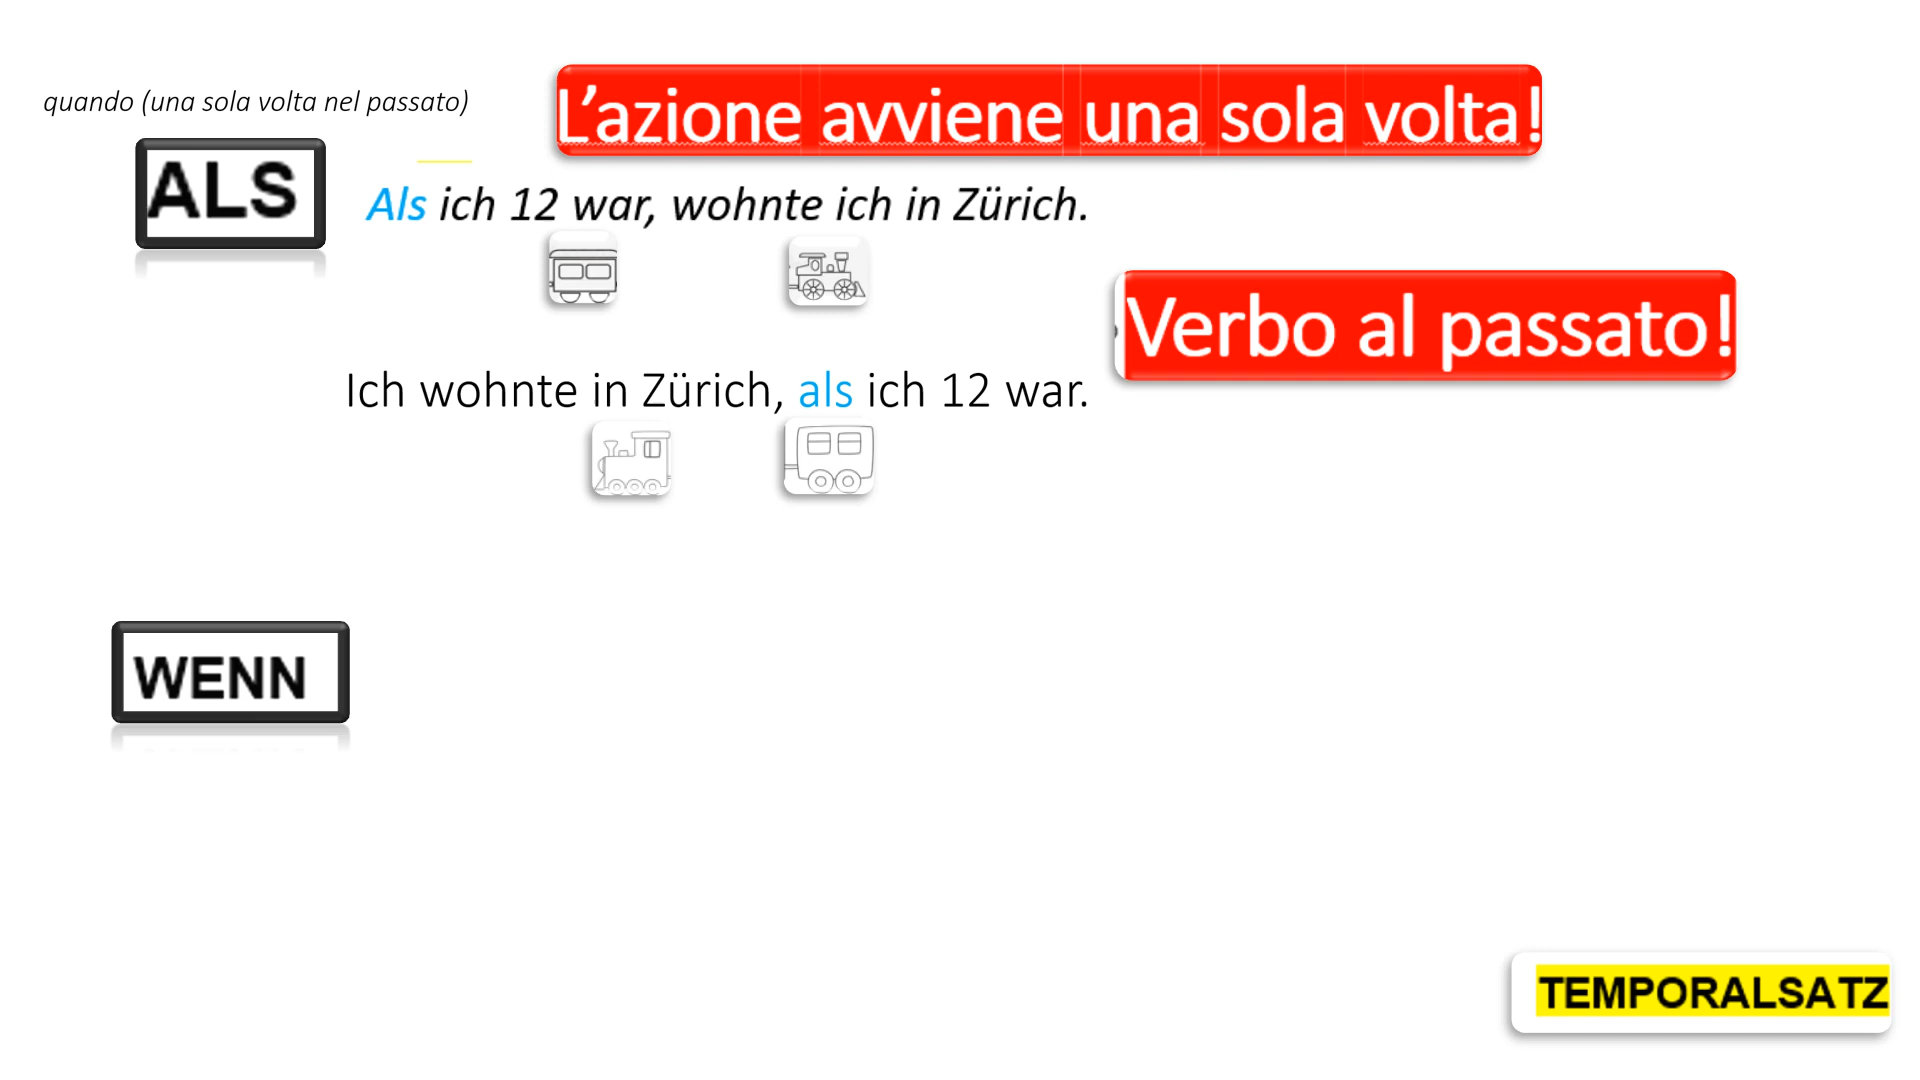 quando (una sola volta nel passato)
L'azione avviene una sola volta!
ALS
Als ich 12 war, wohnte ich in Zürich.
Verbo al passato!
Ich wohnte in Zürich, als ich 12 war.
WENN
TEMPORALSATZ